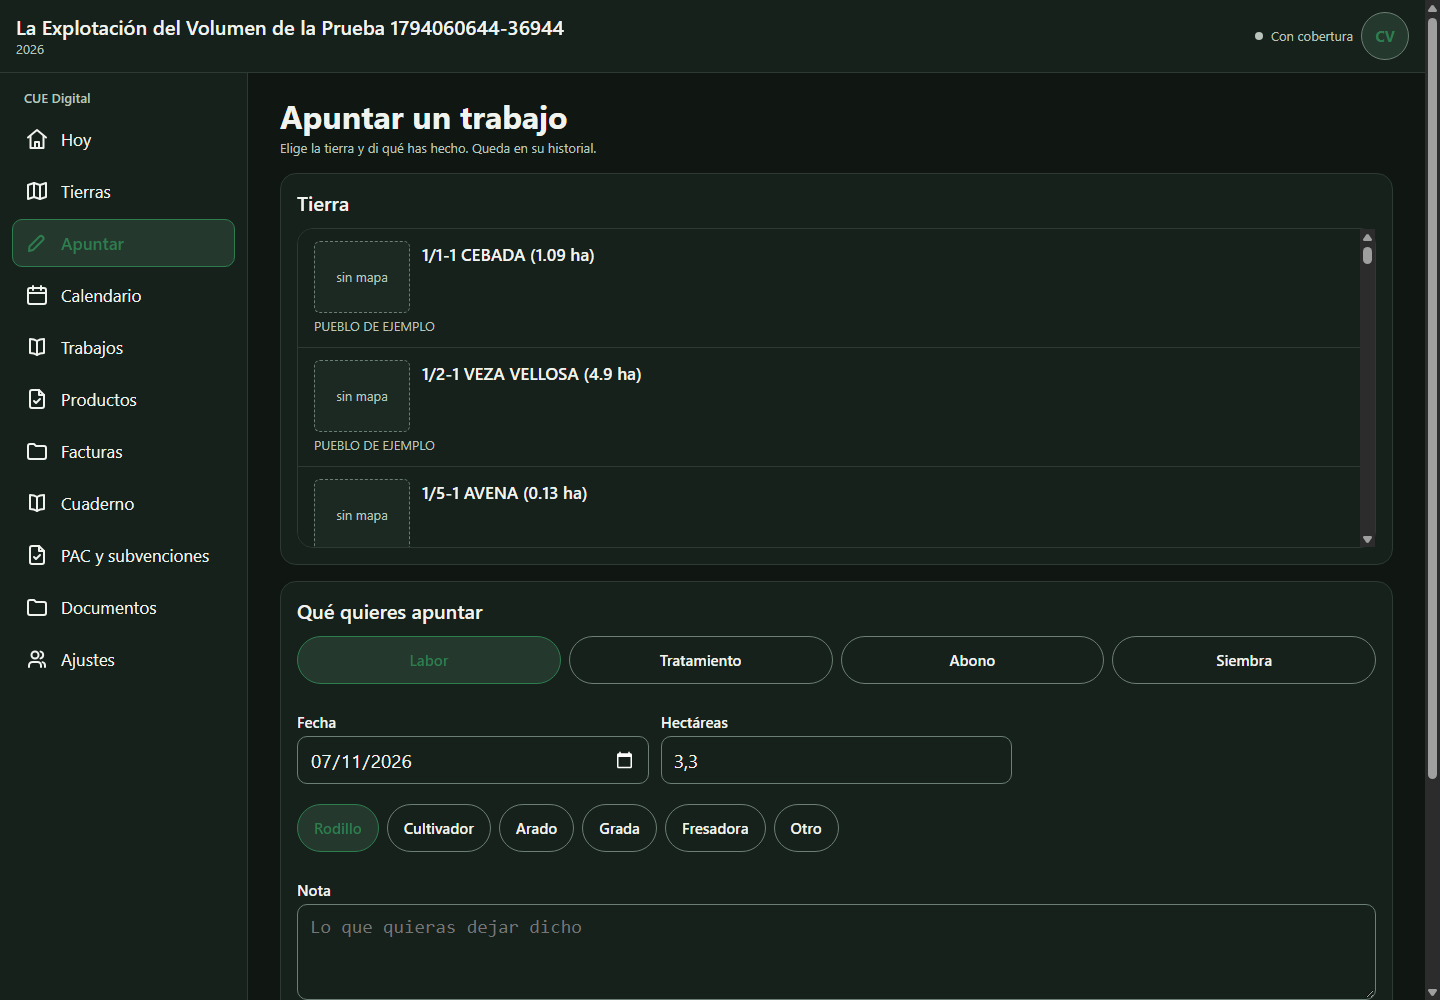 La Explotación del Volumen de la Prueba 1794060644-36944
2026
Con cobertura
CV
CUE Digital
Hoy
Tierras
Apuntar
Calendario
Trabajos
Productos
Facturas
Cuaderno
PAC y subvenciones
Documentos
Ajustes
Apuntar un trabajo
Elige la tierra y di qué has hecho. Queda en su historial.
Tierra
sin mapa
1/1-1 CEBADA (1.09 ha)
PUEBLO DE EJEMPLO
sin mapa
1/2-1 VEZA VELLOSA (4.9 ha)
PUEBLO DE EJEMPLO
sin mapa
1/5-1 AVENA (0.13 ha)
Qué quieres apuntar
Labor
Tratamiento
Abono
Siembra
Fecha
07/11/2026
Hectáreas
3,3
Rodillo
Cultivador
Arado
Grada
Fresadora
Otro
Nota
Lo que quieras dejar dicho